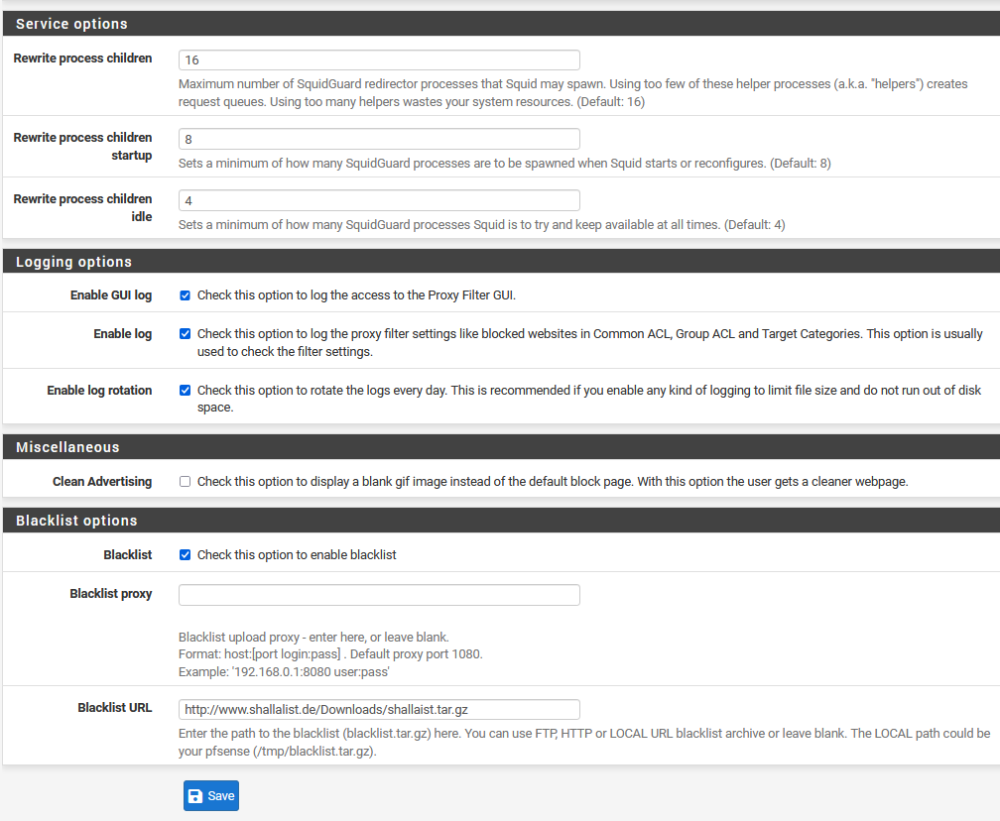 Service options
Rewrite process children
16
Maximum number of SquidGuard redirector processes that Squid may spawn. Using too few of these helper processes (a.k.a. "helpers") creates
request queues. Using too many helpers wastes your system resources. (Default: 16)
Rewrite process children
startup
8
Sets a minimum of how many SquidGuard processes are to be spawned when Squid starts or reconfigures. (Default: 8)
Rewrite process children
idle
4
Sets a minimum of how many SquidGuard processes Squid is to try and keep available at all times. (Default: 4)
Logging options
Enable GUI log
Check this option to log the access to the Proxy Filter GUI.
Enable log
Check this option to log the proxy filter settings like blocked websites in Common ACL, Group ACL and Target Categories. This option is usually
used to check the filter settings.
Enable log rotation
Check this option to rotate the logs every day. This is recommended if you enable any kind of logging to limit file size and do not run out of disk
space.
Miscellaneous
Clean Advertising
Check this option to display a blank gif image instead of the default block page. With this option the user gets a cleaner webpage.
Blacklist options
Blacklist
Check this option to enable blacklist
Blacklist proxy
Blacklist upload proxy - enter here, or leave blank.
Format: host:[port login:pass] . Default proxy port 1080.
Example: '192.168.0.1:8080 user:pass'
Blacklist URL
http://www.shallalist.de/Downloads/shallaist.tar.gz
Enter the path to the blacklist (blacklist.tar.gz) here. You can use FTP, HTTP or LOCAL URL blacklist archive or leave blank. The LOCAL path could be
your pfsense (/tmp/blacklist.tar.gz).
Save